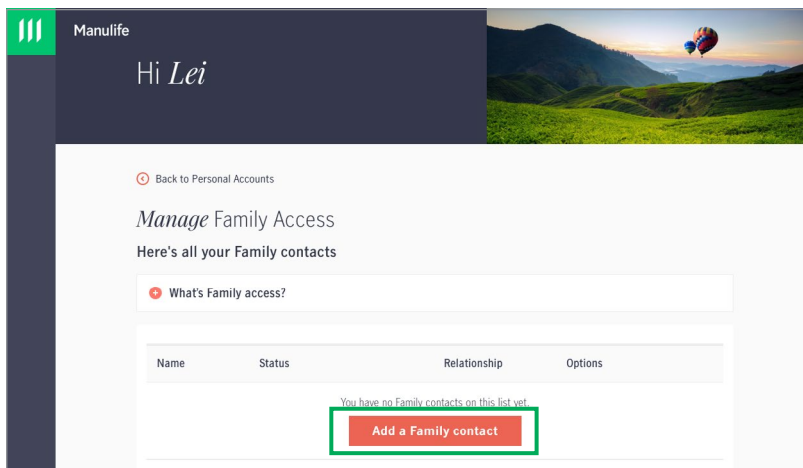 Manulife
Hi Lei
Back to Personal Accounts
Manage Family Access
Here's all your Family contacts
What's Family access?
Name Status Relationship Options
You have no Family contacts on this list yet.
Add a Family contact